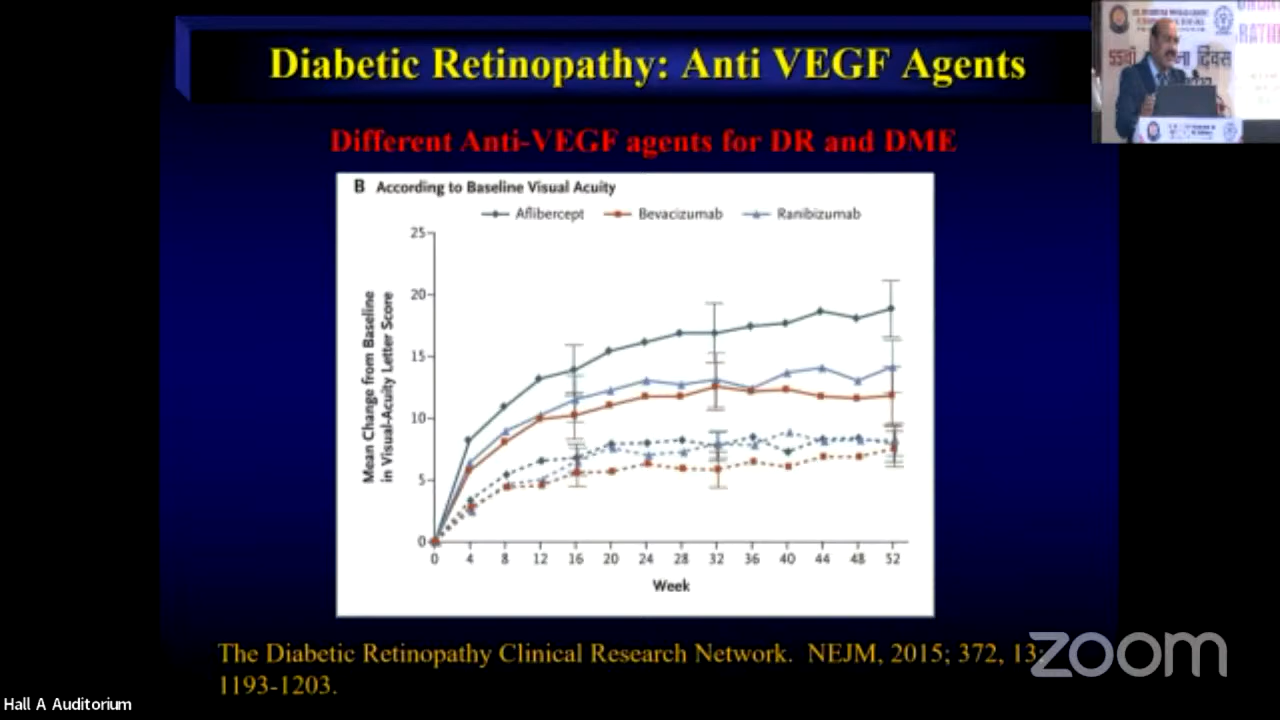 Diabetic Retinopathy: Anti VEGF Agents
55वां
दिवस
Different Anti-VEGF agents for DR and DME
B According to Baseline Visual Acuity
Aflibercept Bevacizumab Ranibizumab
Mean Change from Baseline
in Visual-Acuity Letter Score
25
20
15
10
5
0
0 4 8 12 16 20 24 28 32 36 40 44 48 52
Week
The Diabetic Retinopathy Clinical Research Network. NEJM, 2015; 372, 13:
1193-1203.
zoom
Hall A Auditorium